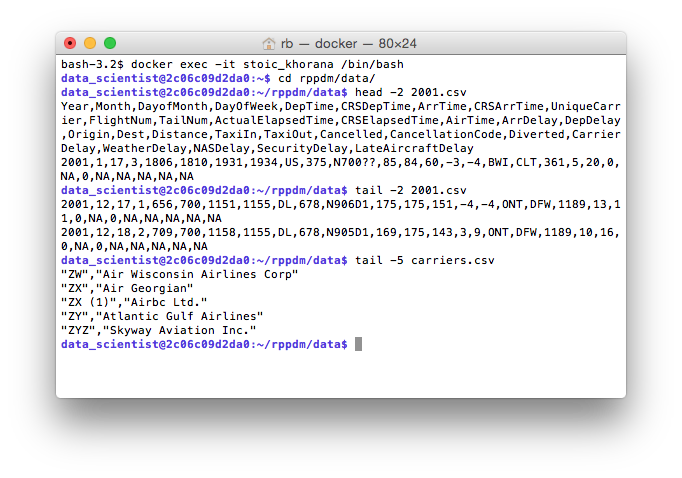 rb — docker — 80×24
bash-3.2$ docker exec -it stoic_khorana /bin/bash
data_scientist@2c06c09d2da0:~$ cd rppdm/data/
data_scientist@2c06c09d2da0:~/rppdm/data$ head -2 2001.csv
Year,Month,DayofMonth,DayOfWeek,DepTime,CRSDepTime,ArrTime,CRSArrTime,UniqueCarr
ier,FlightNum,TailNum,ActualElapsedTime,CRSElapsedTime,AirTime,ArrDelay,DepDelay
,Origin,Dest,Distance,TaxiIn,TaxiOut,Cancelled,CancellationCode,Diverted,Carrier
Delay,WeatherDelay,NASDelay,SecurityDelay,LateAircraftDelay
2001,1,17,3,1806,1810,1931,1934,US,375,N700??,85,84,60,-3,-4,BWI,CLT,361,5,20,0,
NA,0,NA,NA,NA,NA,NA
data_scientist@2c06c09d2da0:~/rppdm/data$ tail -2 2001.csv
2001,12,17,1,656,700,1151,1155,DL,678,N906D1,175,175,151,-4,-4,ONT,DFW,1189,13,1
1,0,NA,0,NA,NA,NA,NA,NA
2001,12,18,2,709,700,1158,1155,DL,678,N905D1,169,175,143,3,9,ONT,DFW,1189,10,16,
0,NA,0,NA,NA,NA,NA,NA
data_scientist@2c06c09d2da0:~/rppdm/data$ tail -5 carriers.csv
"ZW","Air Wisconsin Airlines Corp"
"ZX","Air Georgian"
"ZX (1)","Airbc Ltd."
"ZY","Atlantic Gulf Airlines"
"ZYZ","Skyway Aviation Inc."
data_scientist@2c06c09d2da0:~/rppdm/data$